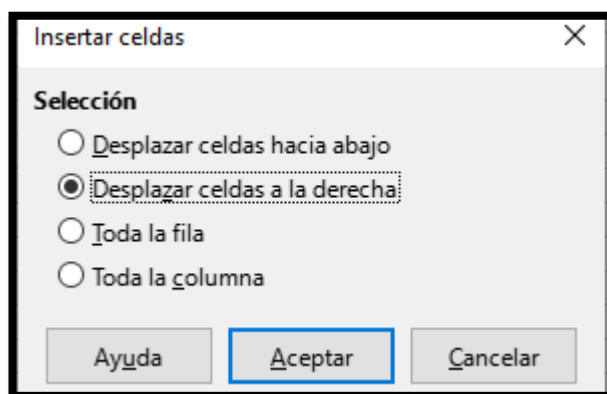 Insertar celdas
Selección
Desplazar celdas hacia abajo
Desplazar celdas a la derecha
Toda la fila
Toda la columna
Ayuda Aceptar Cancelar